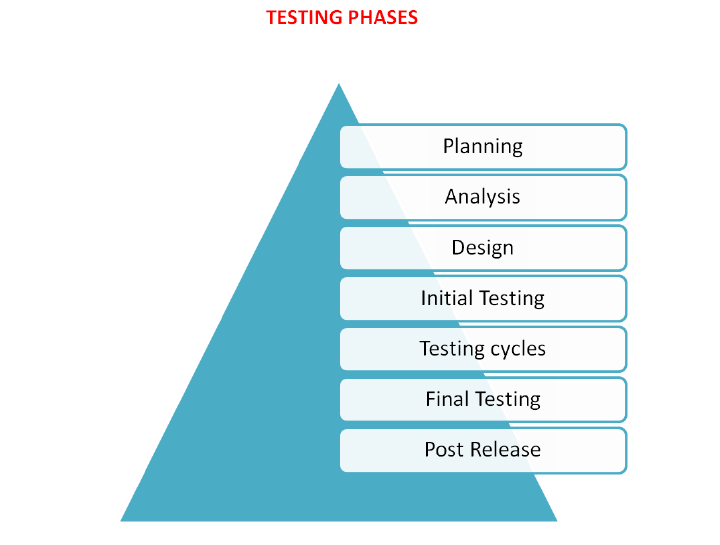 TESTING PHASES
Planning
Analysis
Design
Initial Testing
Testing cycles
Final Testing
Post Release